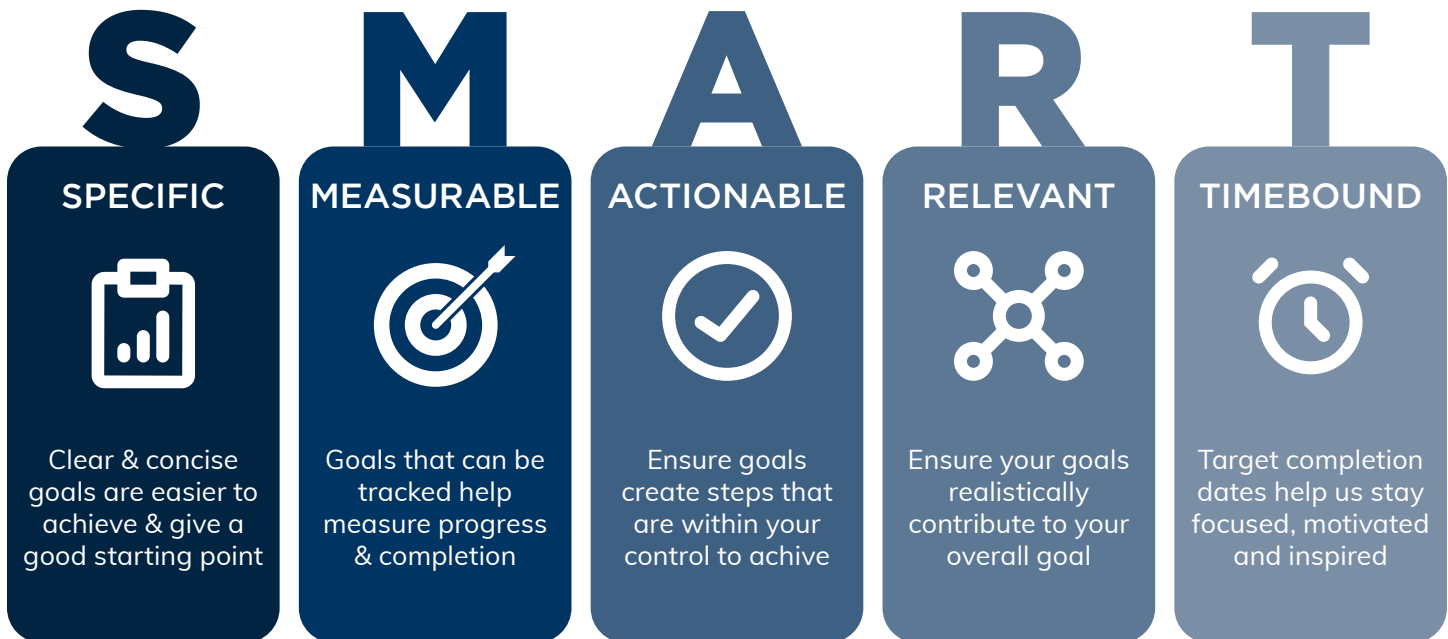 S M A R T
SPECIFIC
Clear & concise
goals are easier to
achieve & give a
good starting point
MEASURABLE
Goals that can be
tracked help
measure progress
& completion
ACTIONABLE
Ensure goals
create steps that
are within your
control to achive
RELEVANT
Ensure your goals
realistically
contribute to your
overall goal
TIMEBOUND
Target completion
dates help us stay
focused, motivated
and inspired